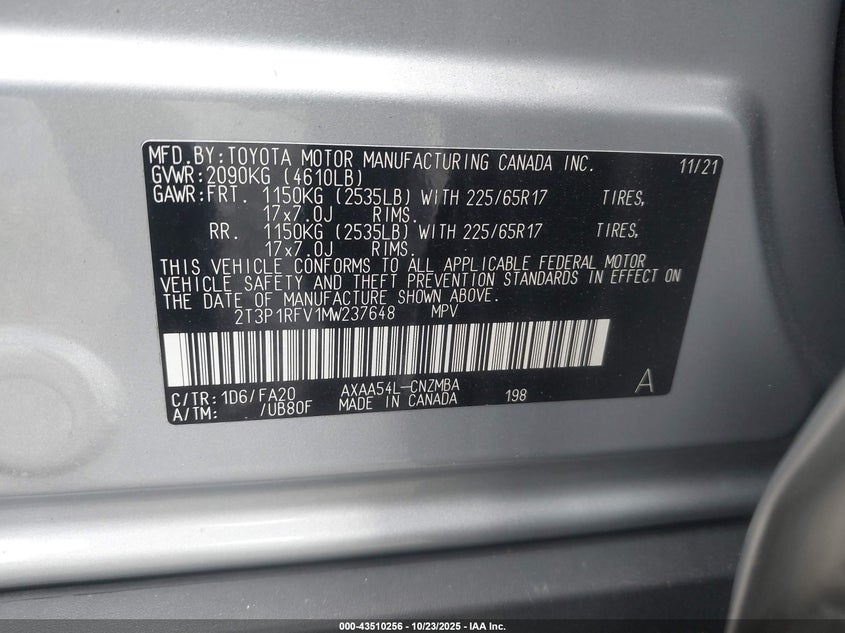 MFD.BY:TOYOTA MOTOR MANUFACTURING CANADA INC. 11/21
GVWR:2090KG (4610LB)
GAWR:FRT. 1150KG (2535LB) WITH 225/65R17 TIRES,
17x7.0J RIMS.
RR. 1150KG (2535LB) WITH 225/65R17 TIRES,
17x7.0J RIMS.
THIS VEHICLE CONFORMS TO ALL APPLICABLE FEDERAL MOTOR
VEHICLE SAFETY AND THEFT PREVENTION STANDARDS IN EFFECT ON
THE DATE OF MANUFACTURE SHOWN ABOVE.
2T3P1RFV1MW237648 MPV
C/TR:1D6/FA20 AXAA54L-CNZMBA
A/TM: /UB80F MADE IN CANADA 198 A
000-43510256 - 10/23/2025 - IAA Inc.